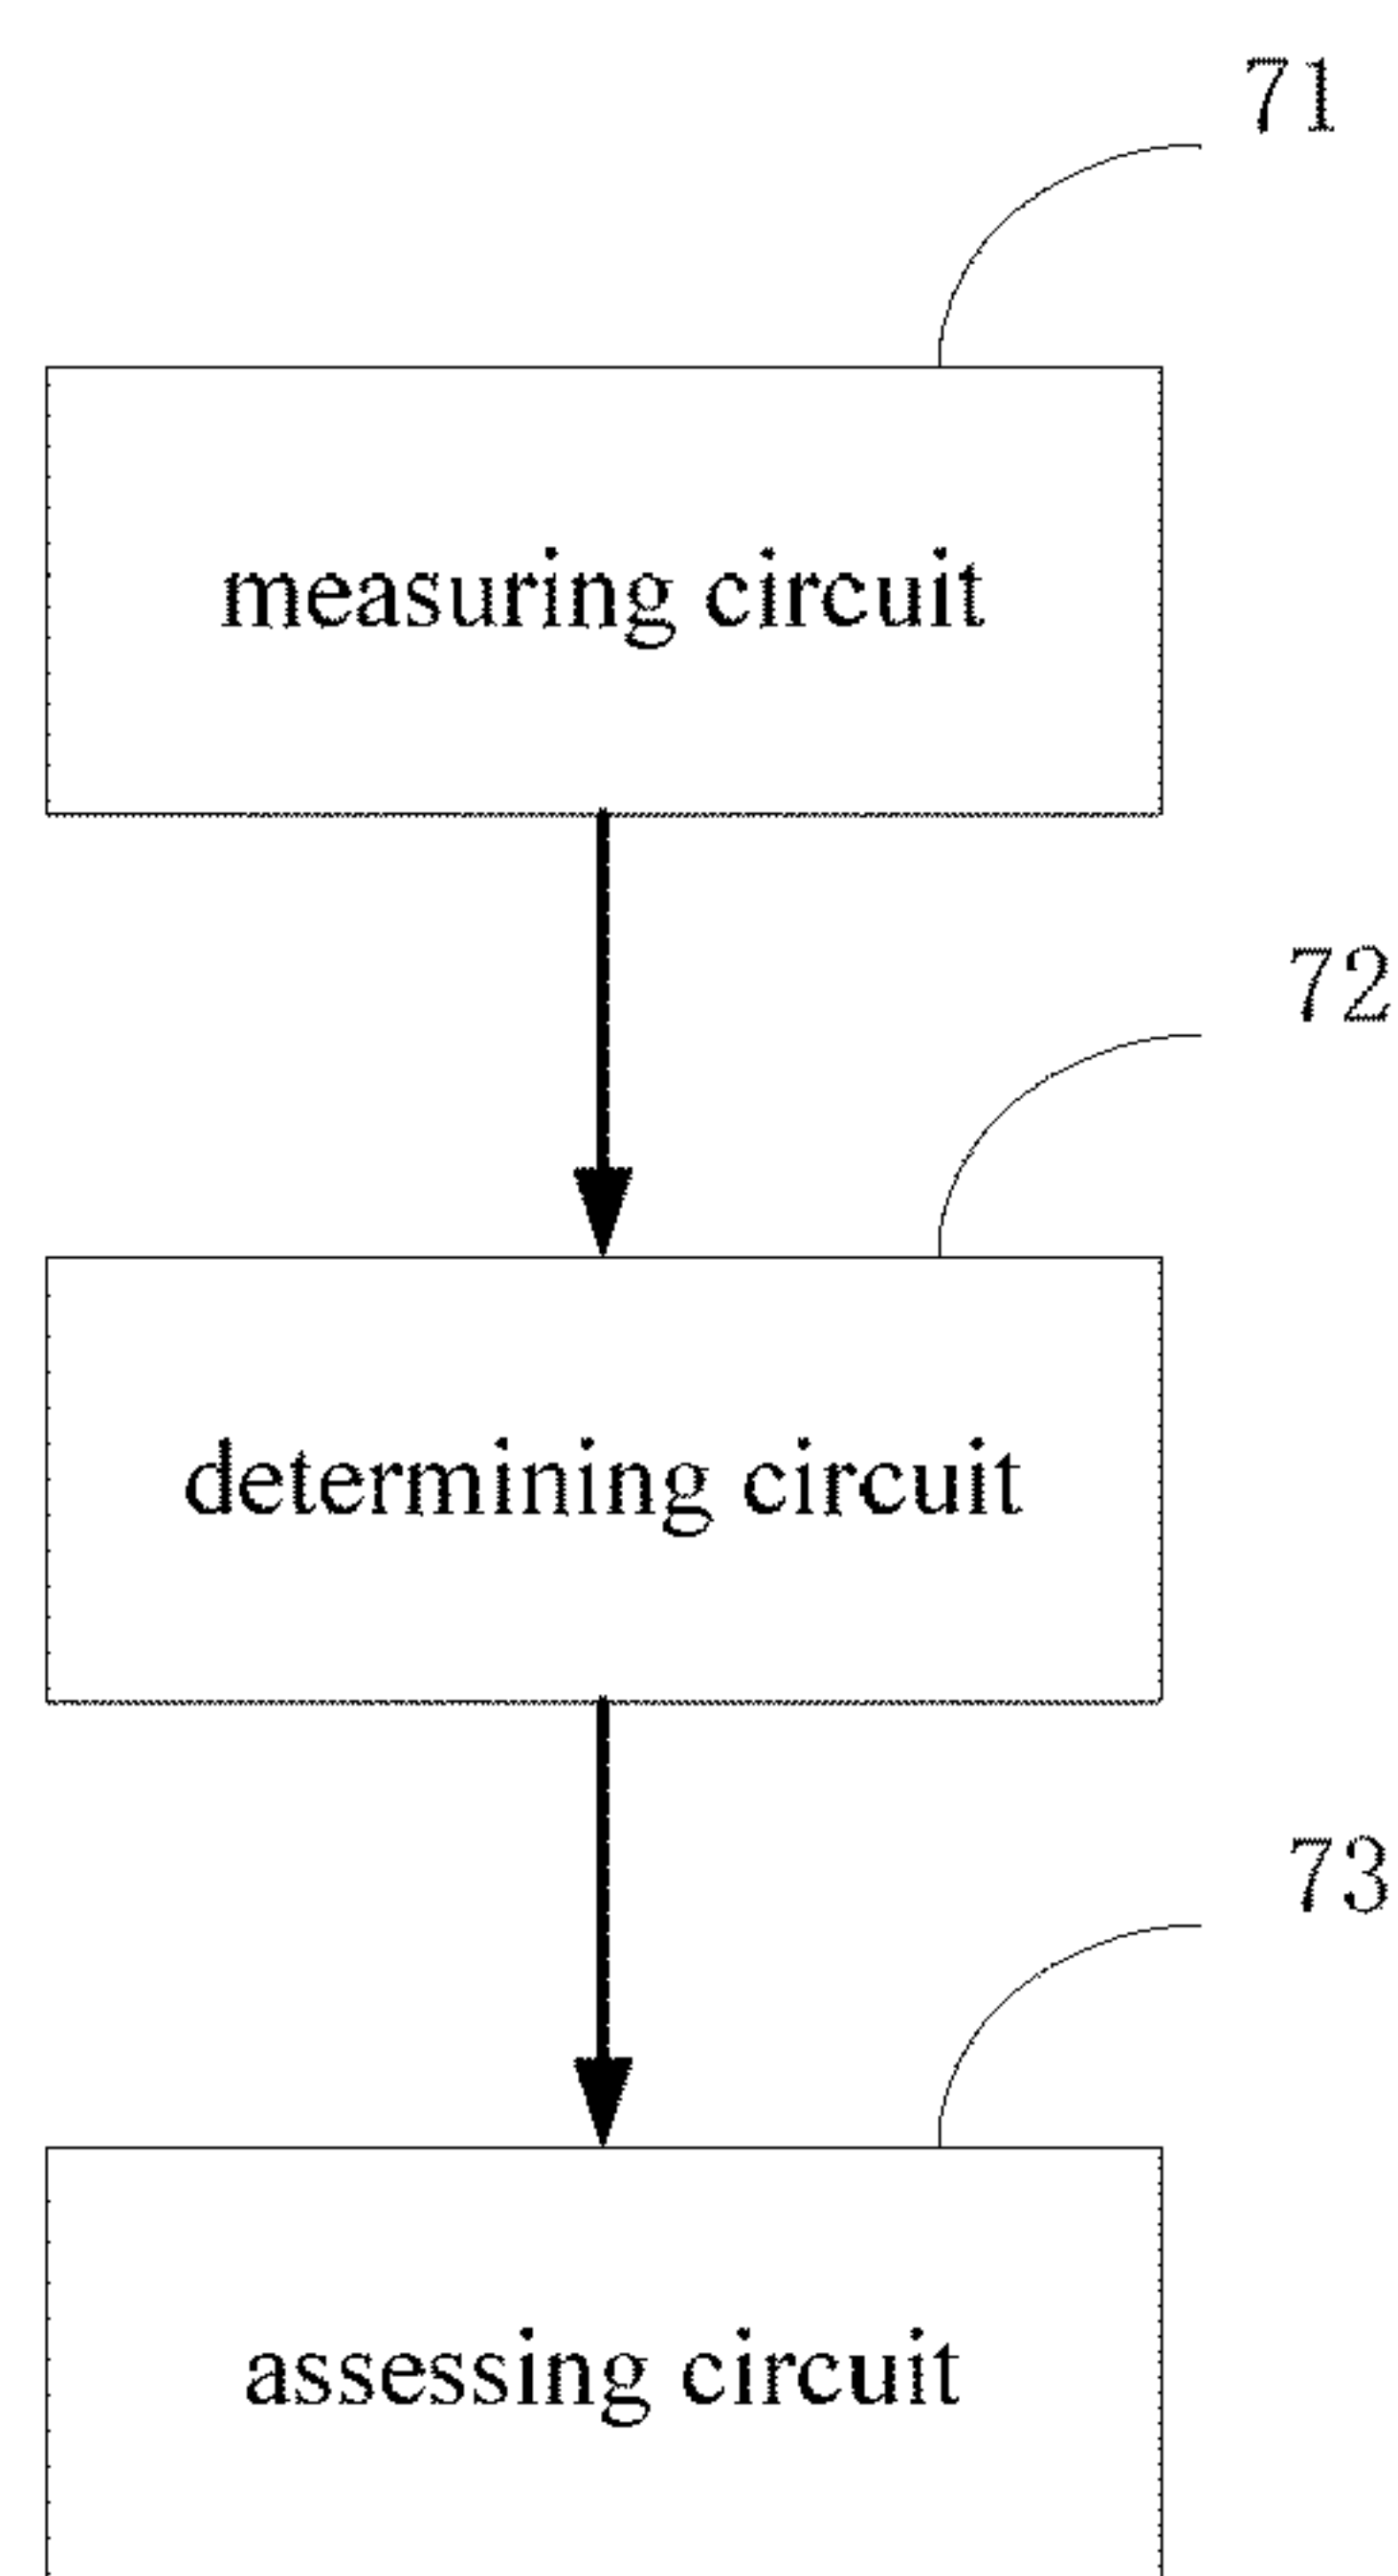 71
measuring circuit
72
determining circuit
73
assessing circuit